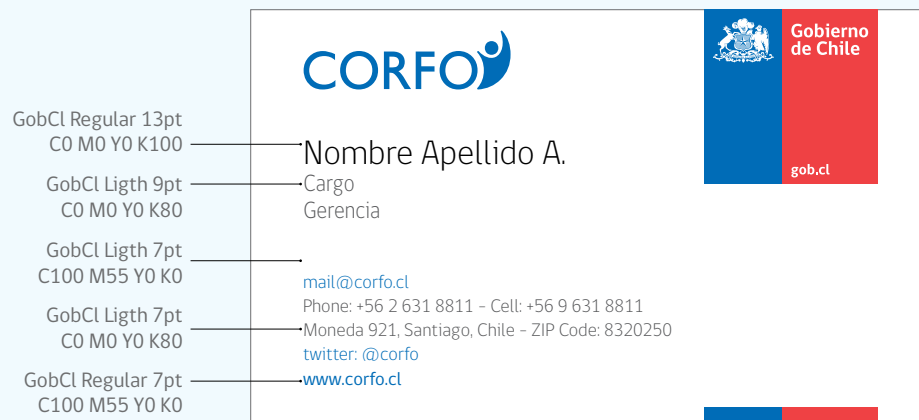 CORFO
Gobierno
de Chile
gob.cl
GobCl Regular 13pt
C0 M0 Y0 K100
Nombre Apellido A.
GobCl Ligth 9pt
C0 M0 Y0 K80
Cargo
Gerencia
GobCl Ligth 7pt
C100 M55 Y0 K0
mail@corfo.cl
Phone: +56 2 631 8811 – Cell: +56 9 631 8811
GobCl Ligth 7pt
C0 M0 Y0 K80
Moneda 921, Santiago, Chile – ZIP Code: 8320250
twitter: @corfo
GobCl Regular 7pt
C100 M55 Y0 K0
www.corfo.cl